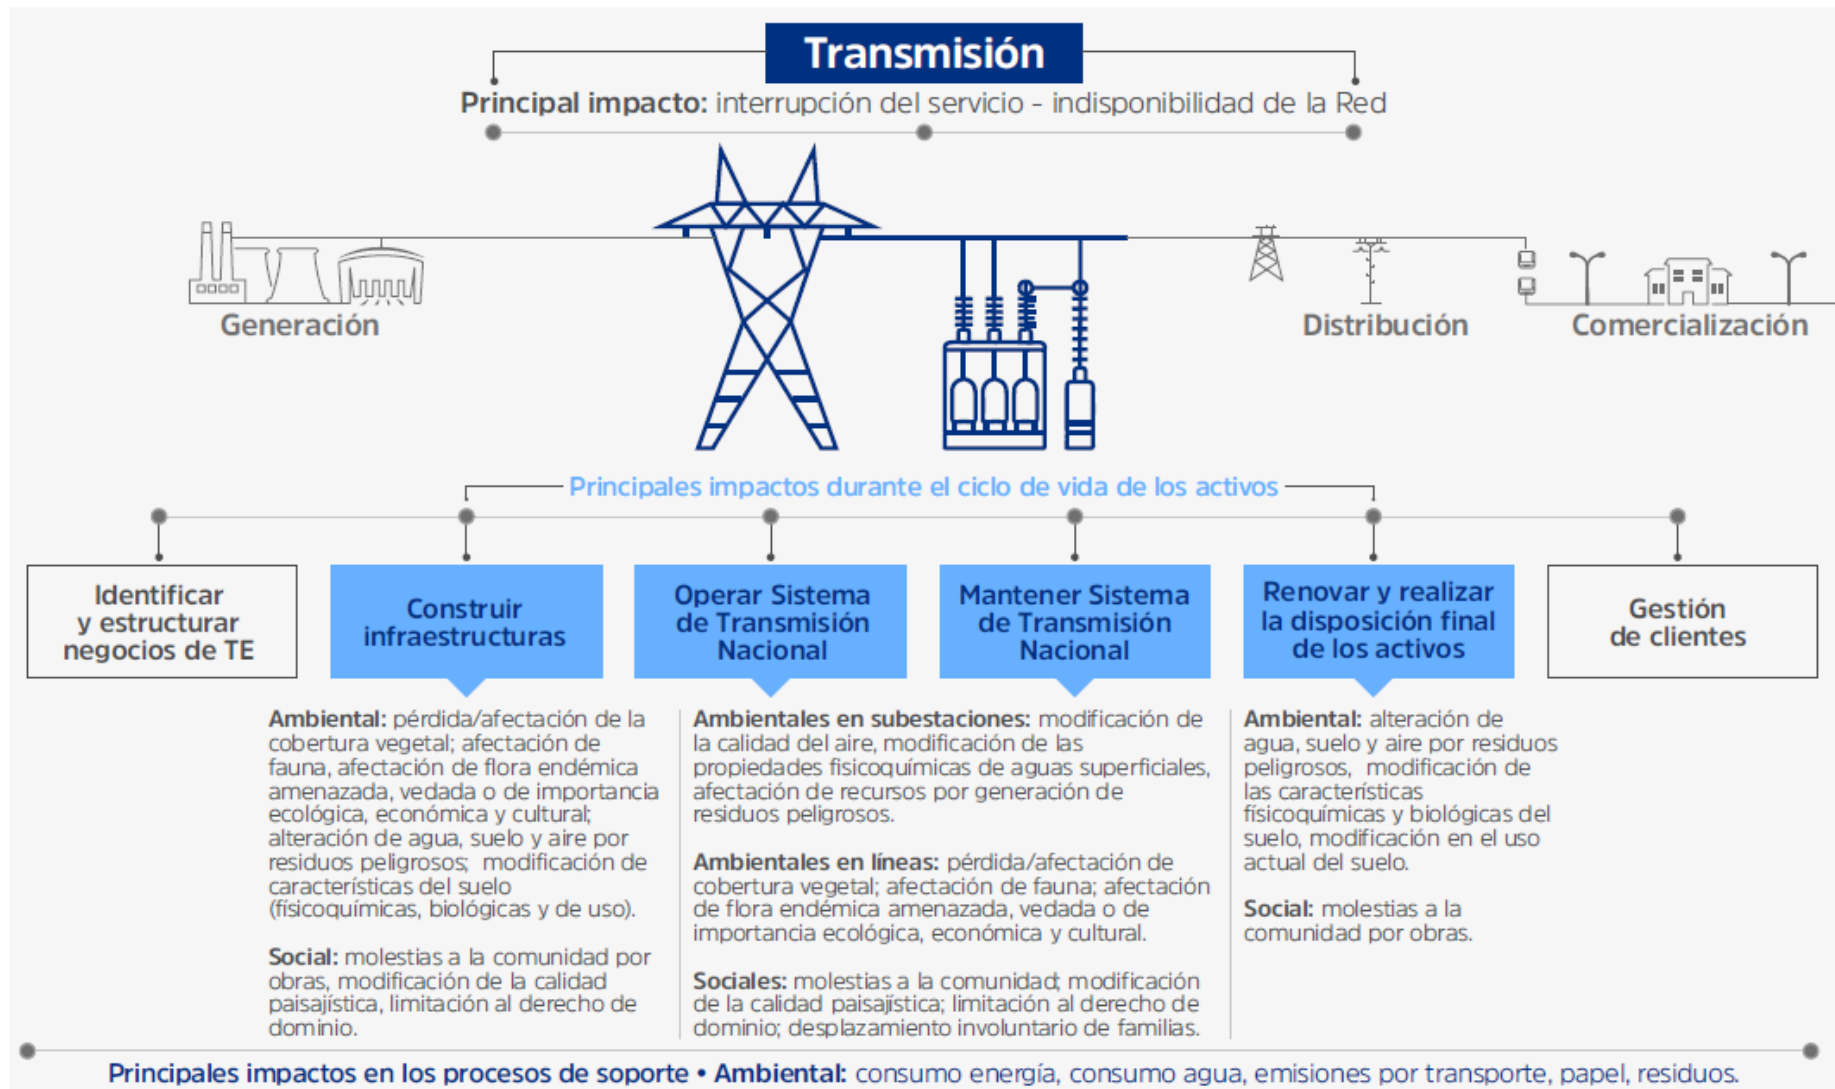 Transmisión
Principal impacto: interrupción del servicio - indisponibilidad de la Red
Generación
Distribución
Comercialización
Principales impactos durante el ciclo de vida de los activos
Identificar
y estructurar
negocios de TE
Construir
infraestructuras
Operar Sistema
de Transmisión
Nacional
Mantener Sistema
de Transmisión
Nacional
Renovar y realizar
la disposición final
de los activos
Gestión
de clientes
Ambiental: pérdida/afectación de la
cobertura vegetal; afectación de
fauna, afectación de flora endémica
amenazada, vedada o de importancia
ecológica, económica y cultural;
alteración de agua, suelo y aire por
residuos peligrosos; modificación de
características del suelo
(físicoquímicas, biológicas y de uso).
Social: molestias a la comunidad por
obras, modificación de la calidad
paisajística, limitación al derecho de
dominio.
Ambientales en subestaciones: modificación de
la calidad del aire, modificación de las
propiedades fisicoquímicas de aguas superficiales,
afectación de recursos por generación de
residuos peligrosos.
Ambientales en líneas: pérdida/afectación de
cobertura vegetal; afectación de fauna; afectación
de flora endémica amenazada, vedada o de
importancia ecológica, económica y cultural.
Sociales: molestias a la comunidad; modificación
de la calidad paisajística; limitación al derecho de
dominio; desplazamiento involuntario de familias.
Ambiental: alteración de
agua, suelo y aire por residuos
peligrosos, modificación de
las características
físicoquímicas y biológicas del
suelo, modificación en el uso
actual del suelo.
Social: molestias a la
comunidad por obras.
Principales impactos en los procesos de soporte • Ambiental: consumo energía, consumo agua, emisiones por transporte, papel, residuos.